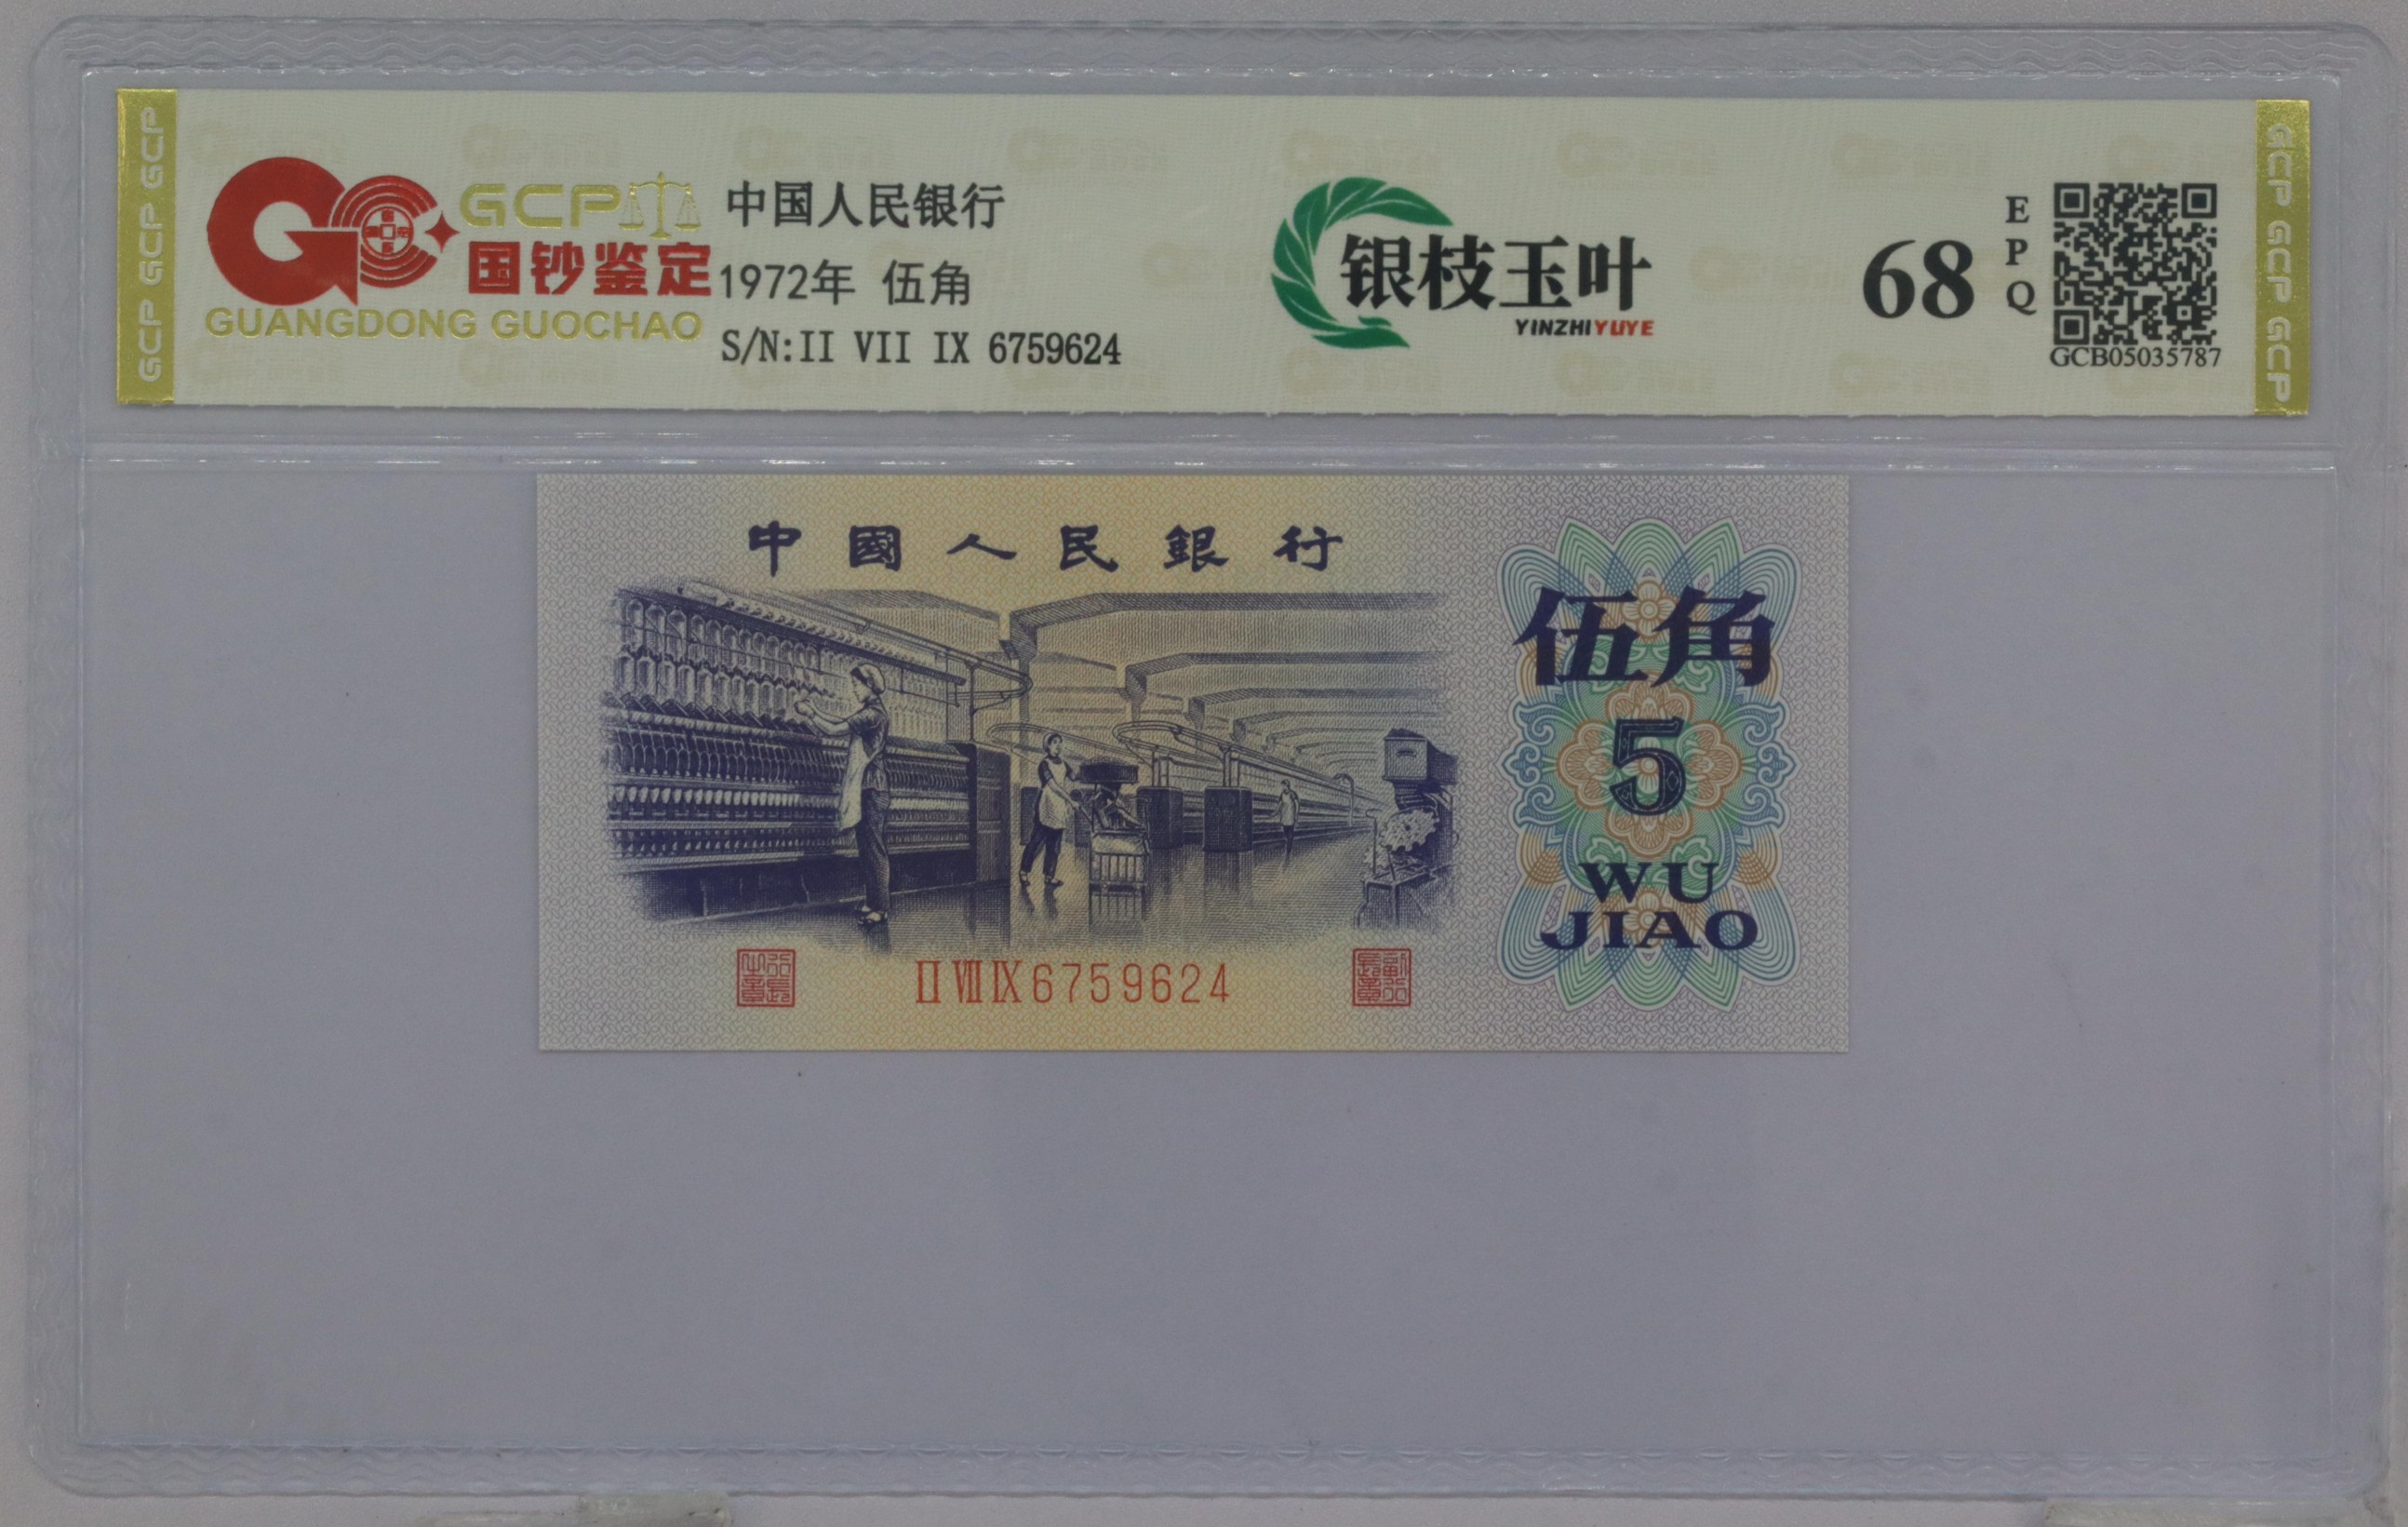 GCP GCP GCP
GCP
国钞鉴定
GUANGDONG GUOCHAO
中国人民银行
1972年 伍角
S/N:II VII IX 6759624
银枝玉叶
YINZHIYUYE
68
EPQ
GCB05035787
GCP GCP GCP
中國人民銀行
伍角
5
WU
JIAO
II VII IX 6759624